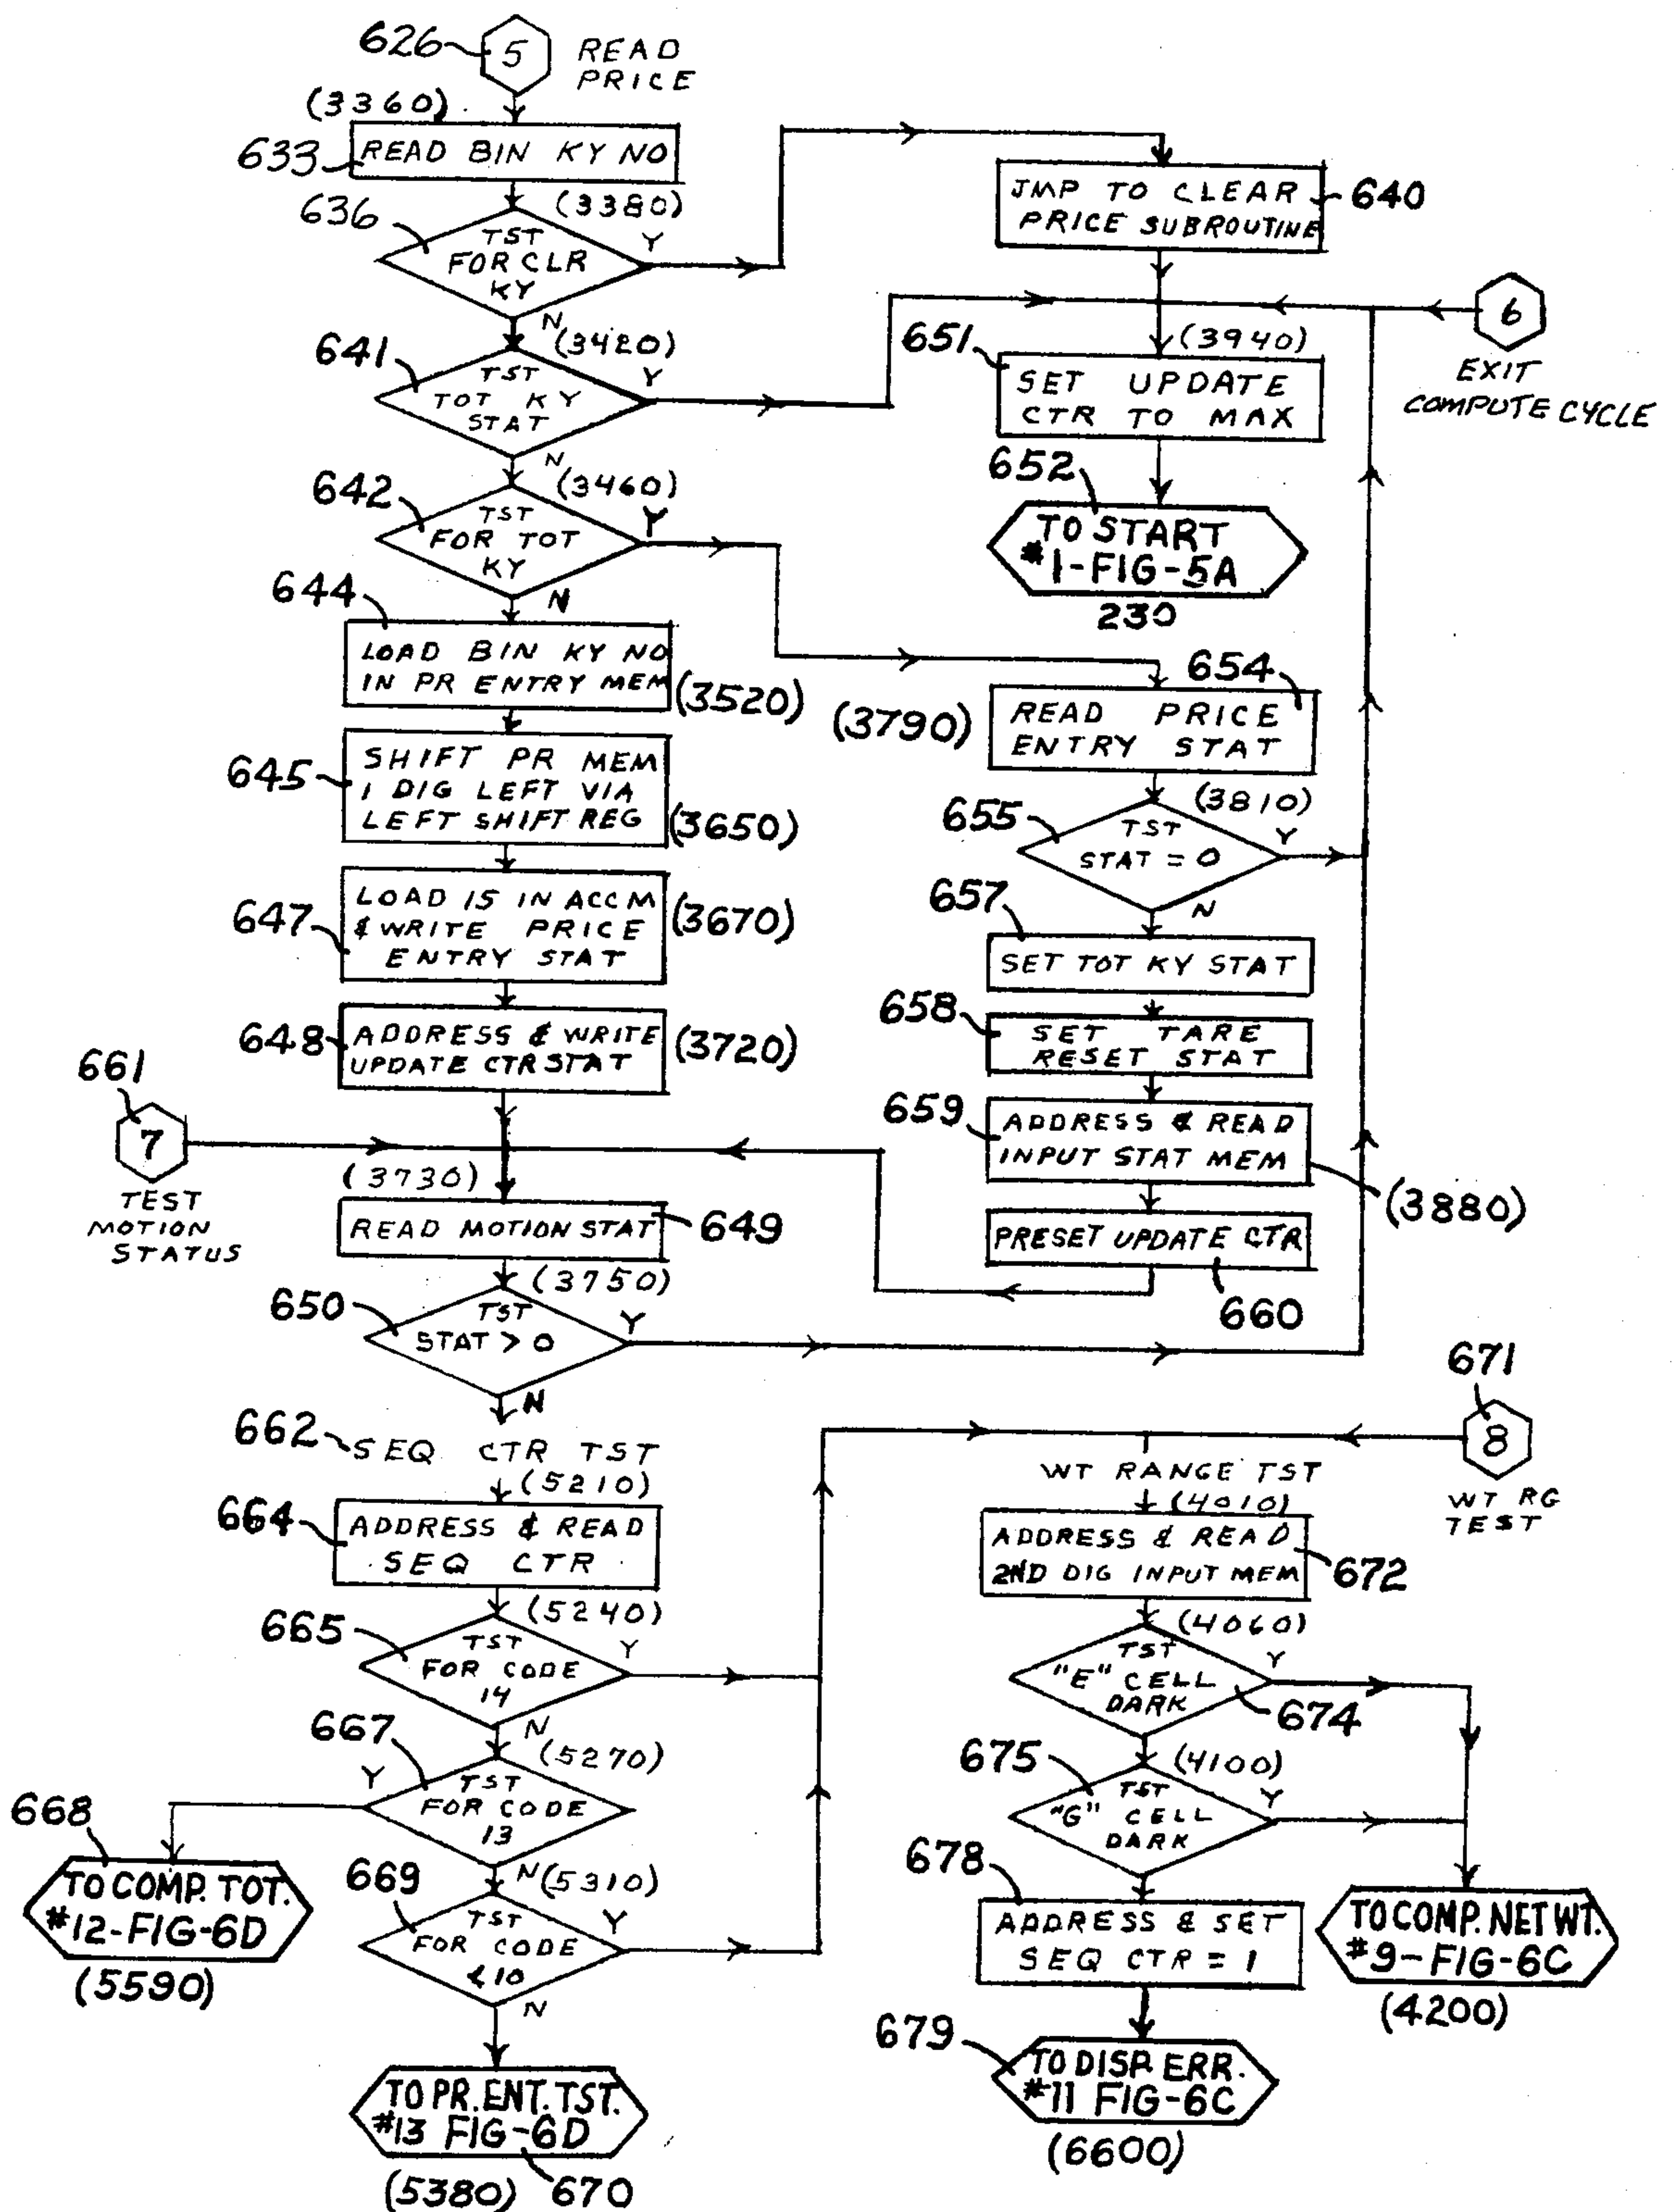 626
5
READ
PRICE
(3360)
633
READ BIN KY NO
636
(3380)
TST
FOR CLR
KY
Y
N
JMP TO CLEAR
PRICE SUBROUTINE
640
641
(3420)
TST
TOT KY
STAT
Y
N
651
(3940)
SET UPDATE
CTR TO MAX
6
EXIT
COMPUTE CYCLE
652
TO START
#1-FIG-5A
230
642
(3460)
TST
FOR TOT
KY
Y
N
644
LOAD BIN KY NO
IN PR ENTRY MEM
(3520)
645
SHIFT PR MEM
1 DIG LEFT VIA
LEFT SHIFT REG
(3650)
647
LOAD 15 IN ACCM
& WRITE PRICE
ENTRY STAT
(3670)
648
ADDRESS & WRITE
UPDATE CTR STAT
(3720)
654
(3790)
READ PRICE
ENTRY STAT
655
(3810)
TST
STAT = 0
Y
N
657
SET TOT KY STAT
658
SET TARE
RESET STAT
659
ADDRESS & READ
INPUT STAT MEM
(3880)
PRESET UPDATE CTR
660
661
7
TEST
MOTION
STATUS
(3730)
READ MOTION STAT
649
650
(3750)
TST
STAT > 0
Y
N
662
SEQ CTR TST
(5210)
664
ADDRESS & READ
SEQ CTR
665
(5240)
TST
FOR CODE
14
Y
N
667
(5270)
Y
TST
FOR CODE
13
N
668
TO COMP. TOT.
#12-FIG-6D
(5590)
669
(5310)
TST
FOR CODE
<10
Y
N
TO PR. ENT. TST.
#13 FIG-6D
(5380)
670
671
8
WT RG
TEST
WT RANGE TST
(4010)
ADDRESS & READ
2ND DIG INPUT MEM
672
(4060)
TST
"E" CELL
DARK
Y
674
675
(4100)
TST
"G" CELL
DARK
Y
678
ADDRESS & SET
SEQ CTR = 1
TO COMP. NET WT.
#9-FIG-6C
(4200)
679
TO DISP. ERR.
#11 FIG-6C
(6600)